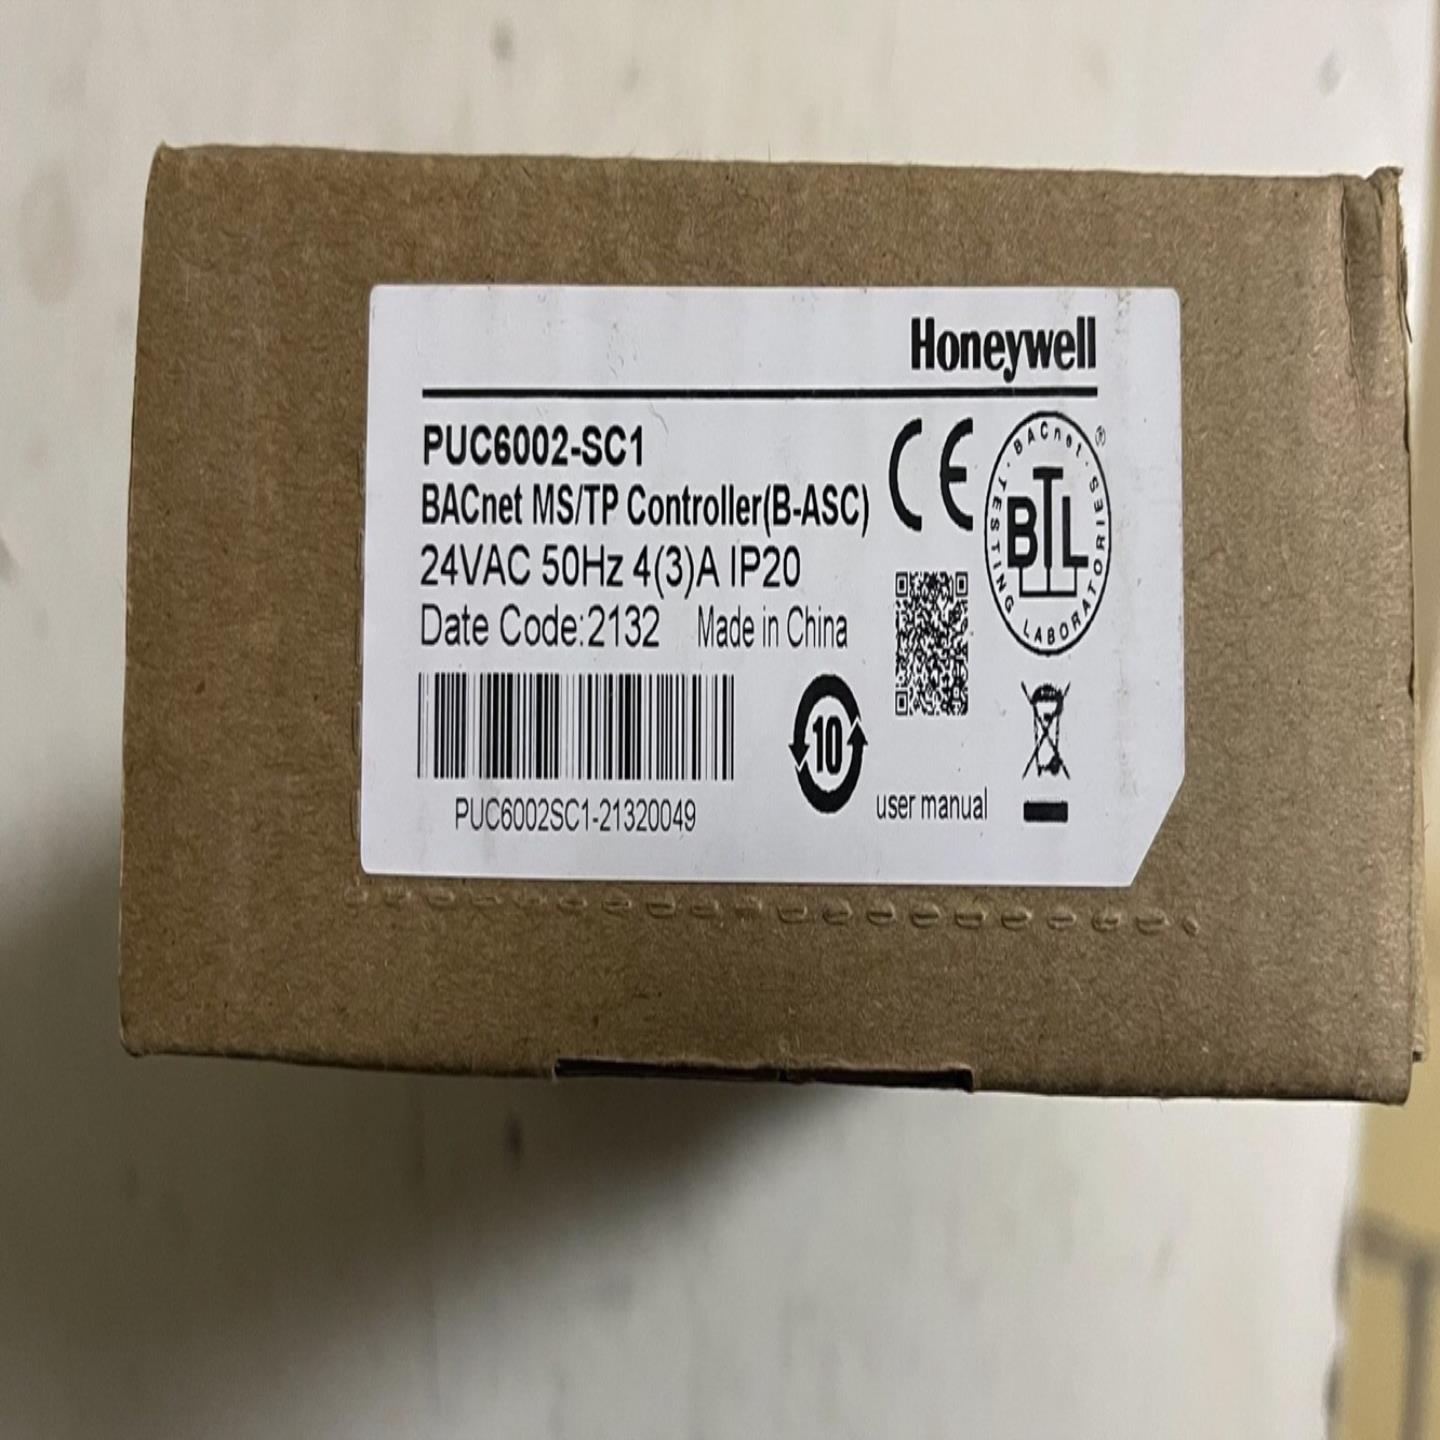 Honeywell
PUC6002-SC1
BACnet MS/TP Controller(B-ASC)
24VAC 50Hz 4(3)A IP20
Date Code:2132 Made in China
CE
BACnet · TESTING LABORATORIES ®
BTL
10
PUC6002SC1-21320049
user manual